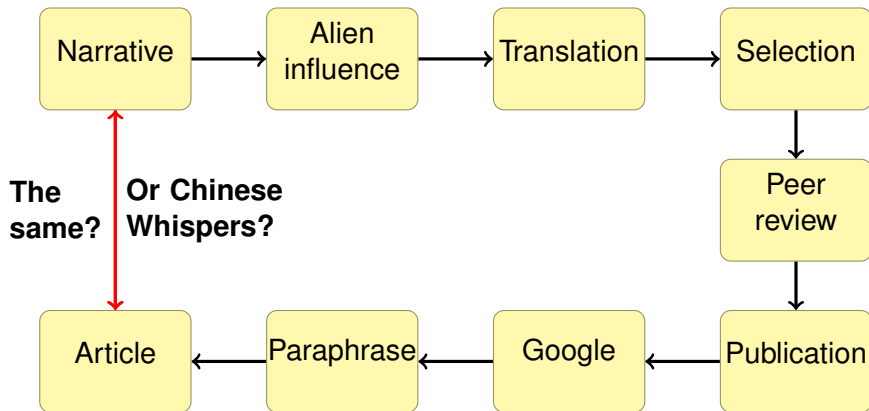 Narrative
Alien
influence
Translation
Selection
The
same?
Or Chinese
Whispers?
Peer
review
Article
Paraphrase
Google
Publication